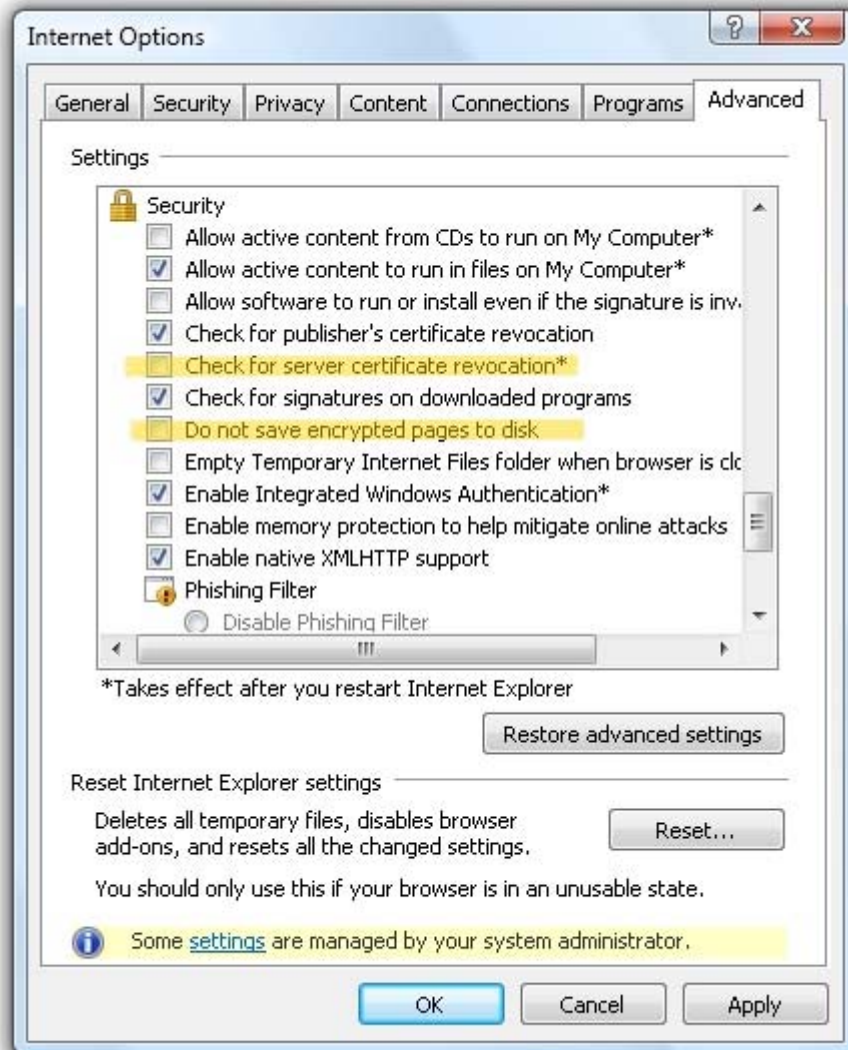 Internet Options
General Security Privacy Content Connections Programs Advanced
Settings
Security
Allow active content from CDs to run on My Computer*
Allow active content to run in files on My Computer*
Allow software to run or install even if the signature is inv
Check for publisher's certificate revocation
Check for server certificate revocation*
Check for signatures on downloaded programs
Do not save encrypted pages to disk
Empty Temporary Internet Files folder when browser is clo
Enable Integrated Windows Authentication*
Enable memory protection to help mitigate online attacks
Enable native XMLHTTP support
Phishing Filter
Disable Phishing Filter
*Takes effect after you restart Internet Explorer
Restore advanced settings
Reset Internet Explorer settings
Deletes all temporary files, disables browser
add-ons, and resets all the changed settings.
Reset...
You should only use this if your browser is in an unusable state.
Some settings are managed by your system administrator.
OK Cancel Apply